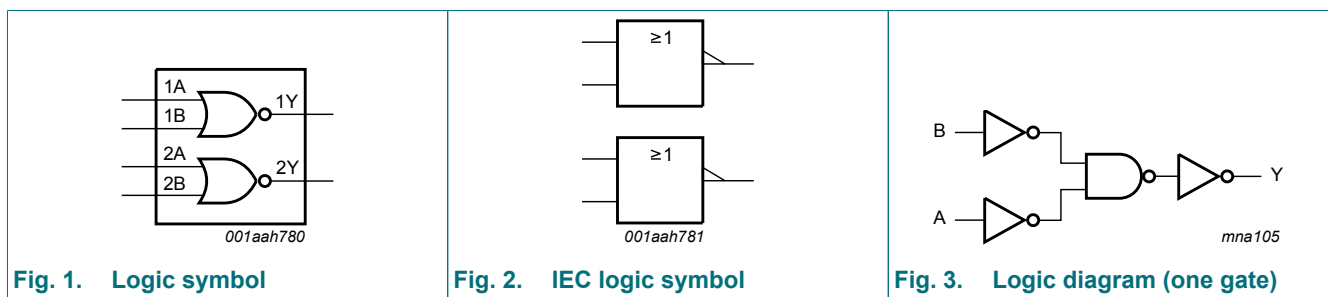 1A
1B
1Y
2A
2B
2Y
001aah780
Fig. 1. Logic symbol
≥1
≥1
001aah781
Fig. 2. IEC logic symbol
B
A
Y
mna105
Fig. 3. Logic diagram (one gate)